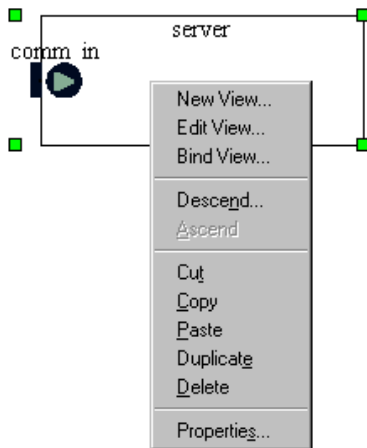 server
comm in
New View...
Edit View...
Bind View...
Descend...
Ascend
Cut
Copy
Paste
Duplicate
Delete
Properties...